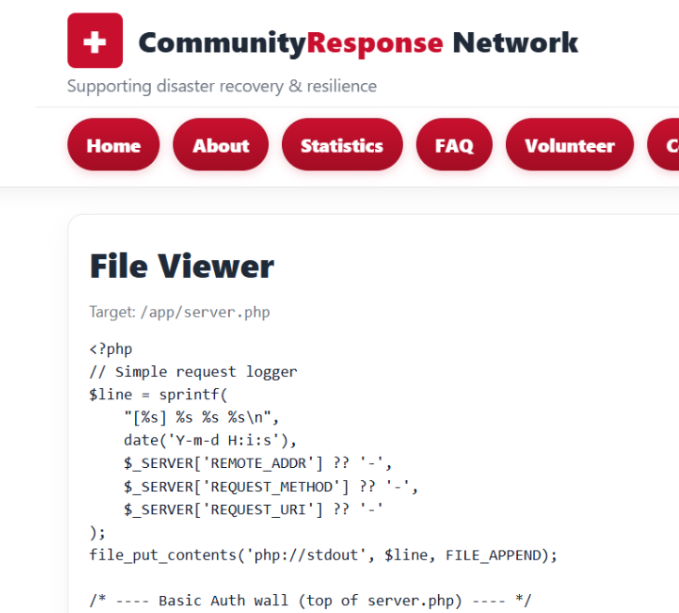 CommunityResponse Network
Supporting disaster recovery & resilience
Home About Statistics FAQ Volunteer
File Viewer
Target: /app/server.php
<?php
// Simple request logger
$line = sprintf(
    "[%s] %s %s %s\n",
    date('Y-m-d H:i:s'),
    $_SERVER['REMOTE_ADDR'] ?? '-',
    $_SERVER['REQUEST_METHOD'] ?? '-',
    $_SERVER['REQUEST_URI'] ?? '-'
);
file_put_contents('php://stdout', $line, FILE_APPEND);
/* ---- Basic Auth wall (top of server.php) ---- */